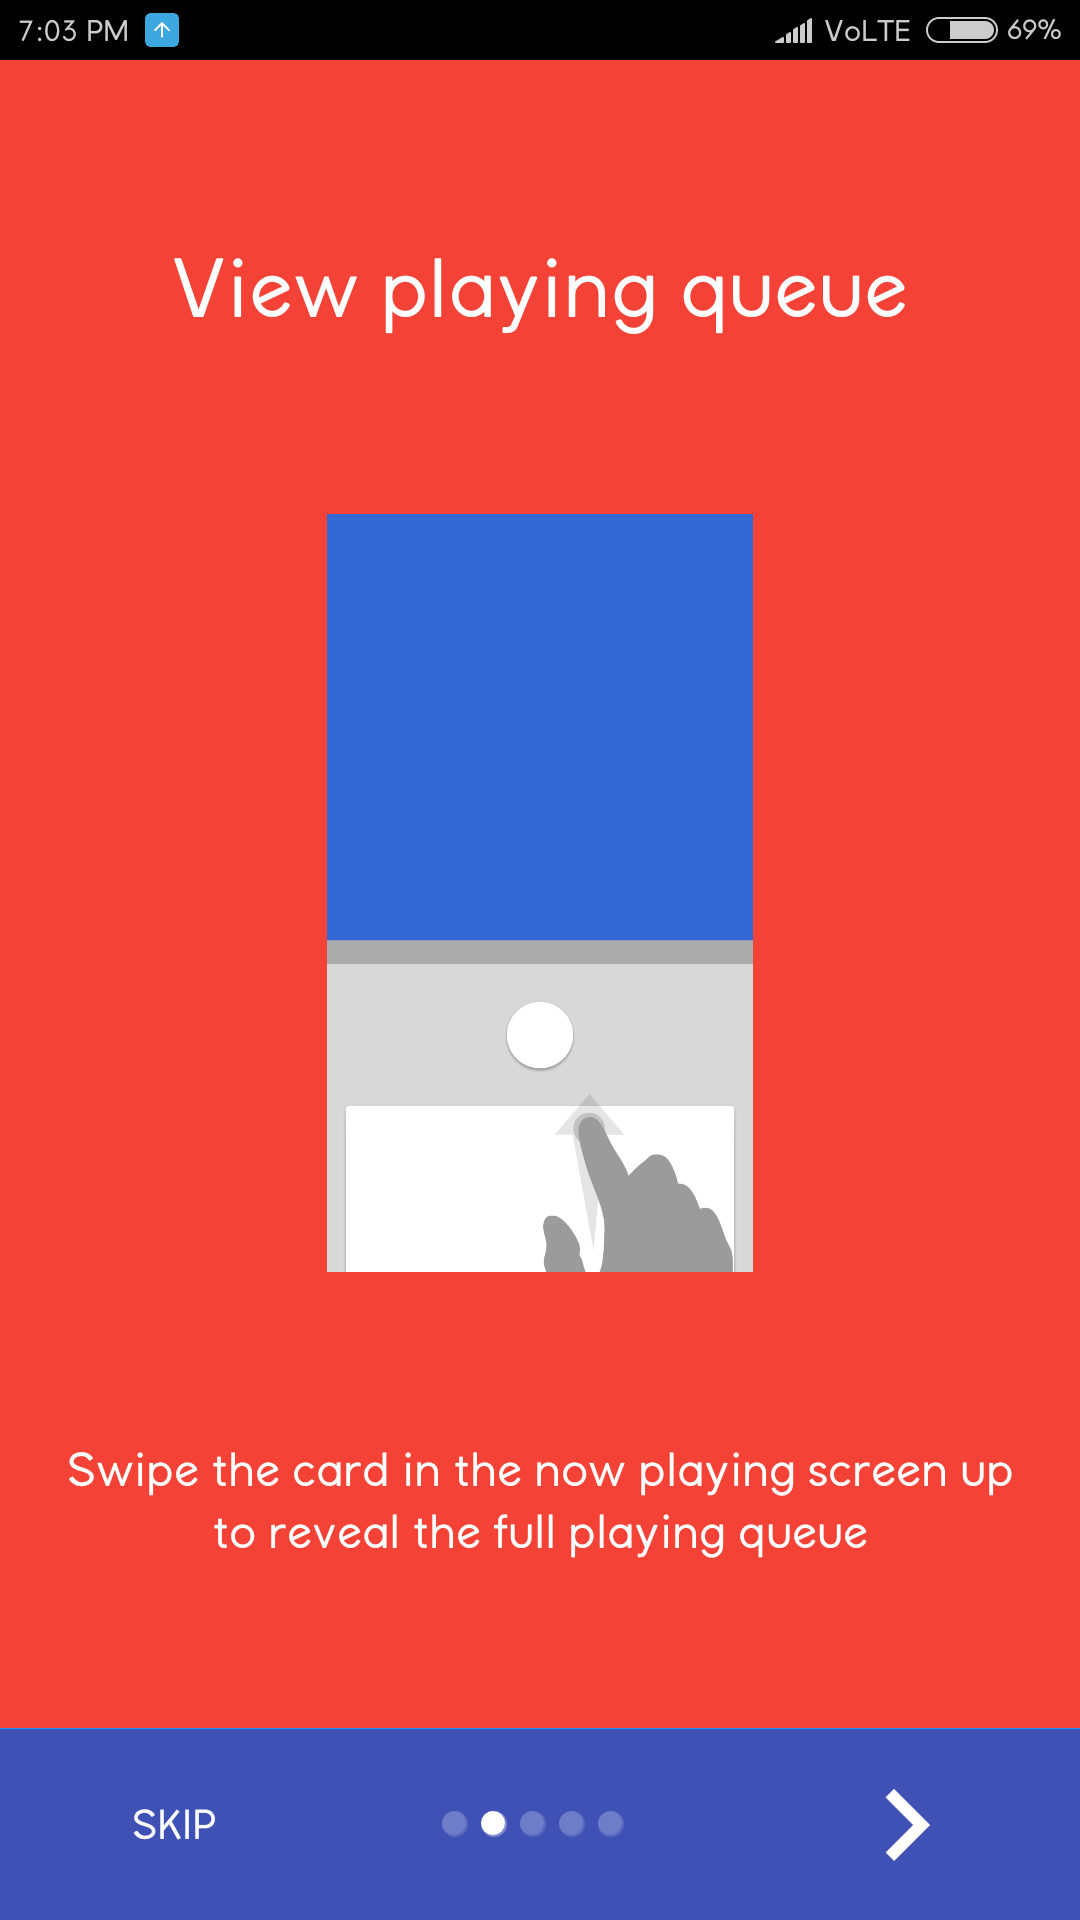 7:03 PM VoLTE 69%
View playing queue
Swipe the card in the now playing screen up
to reveal the full playing queue
SKIP